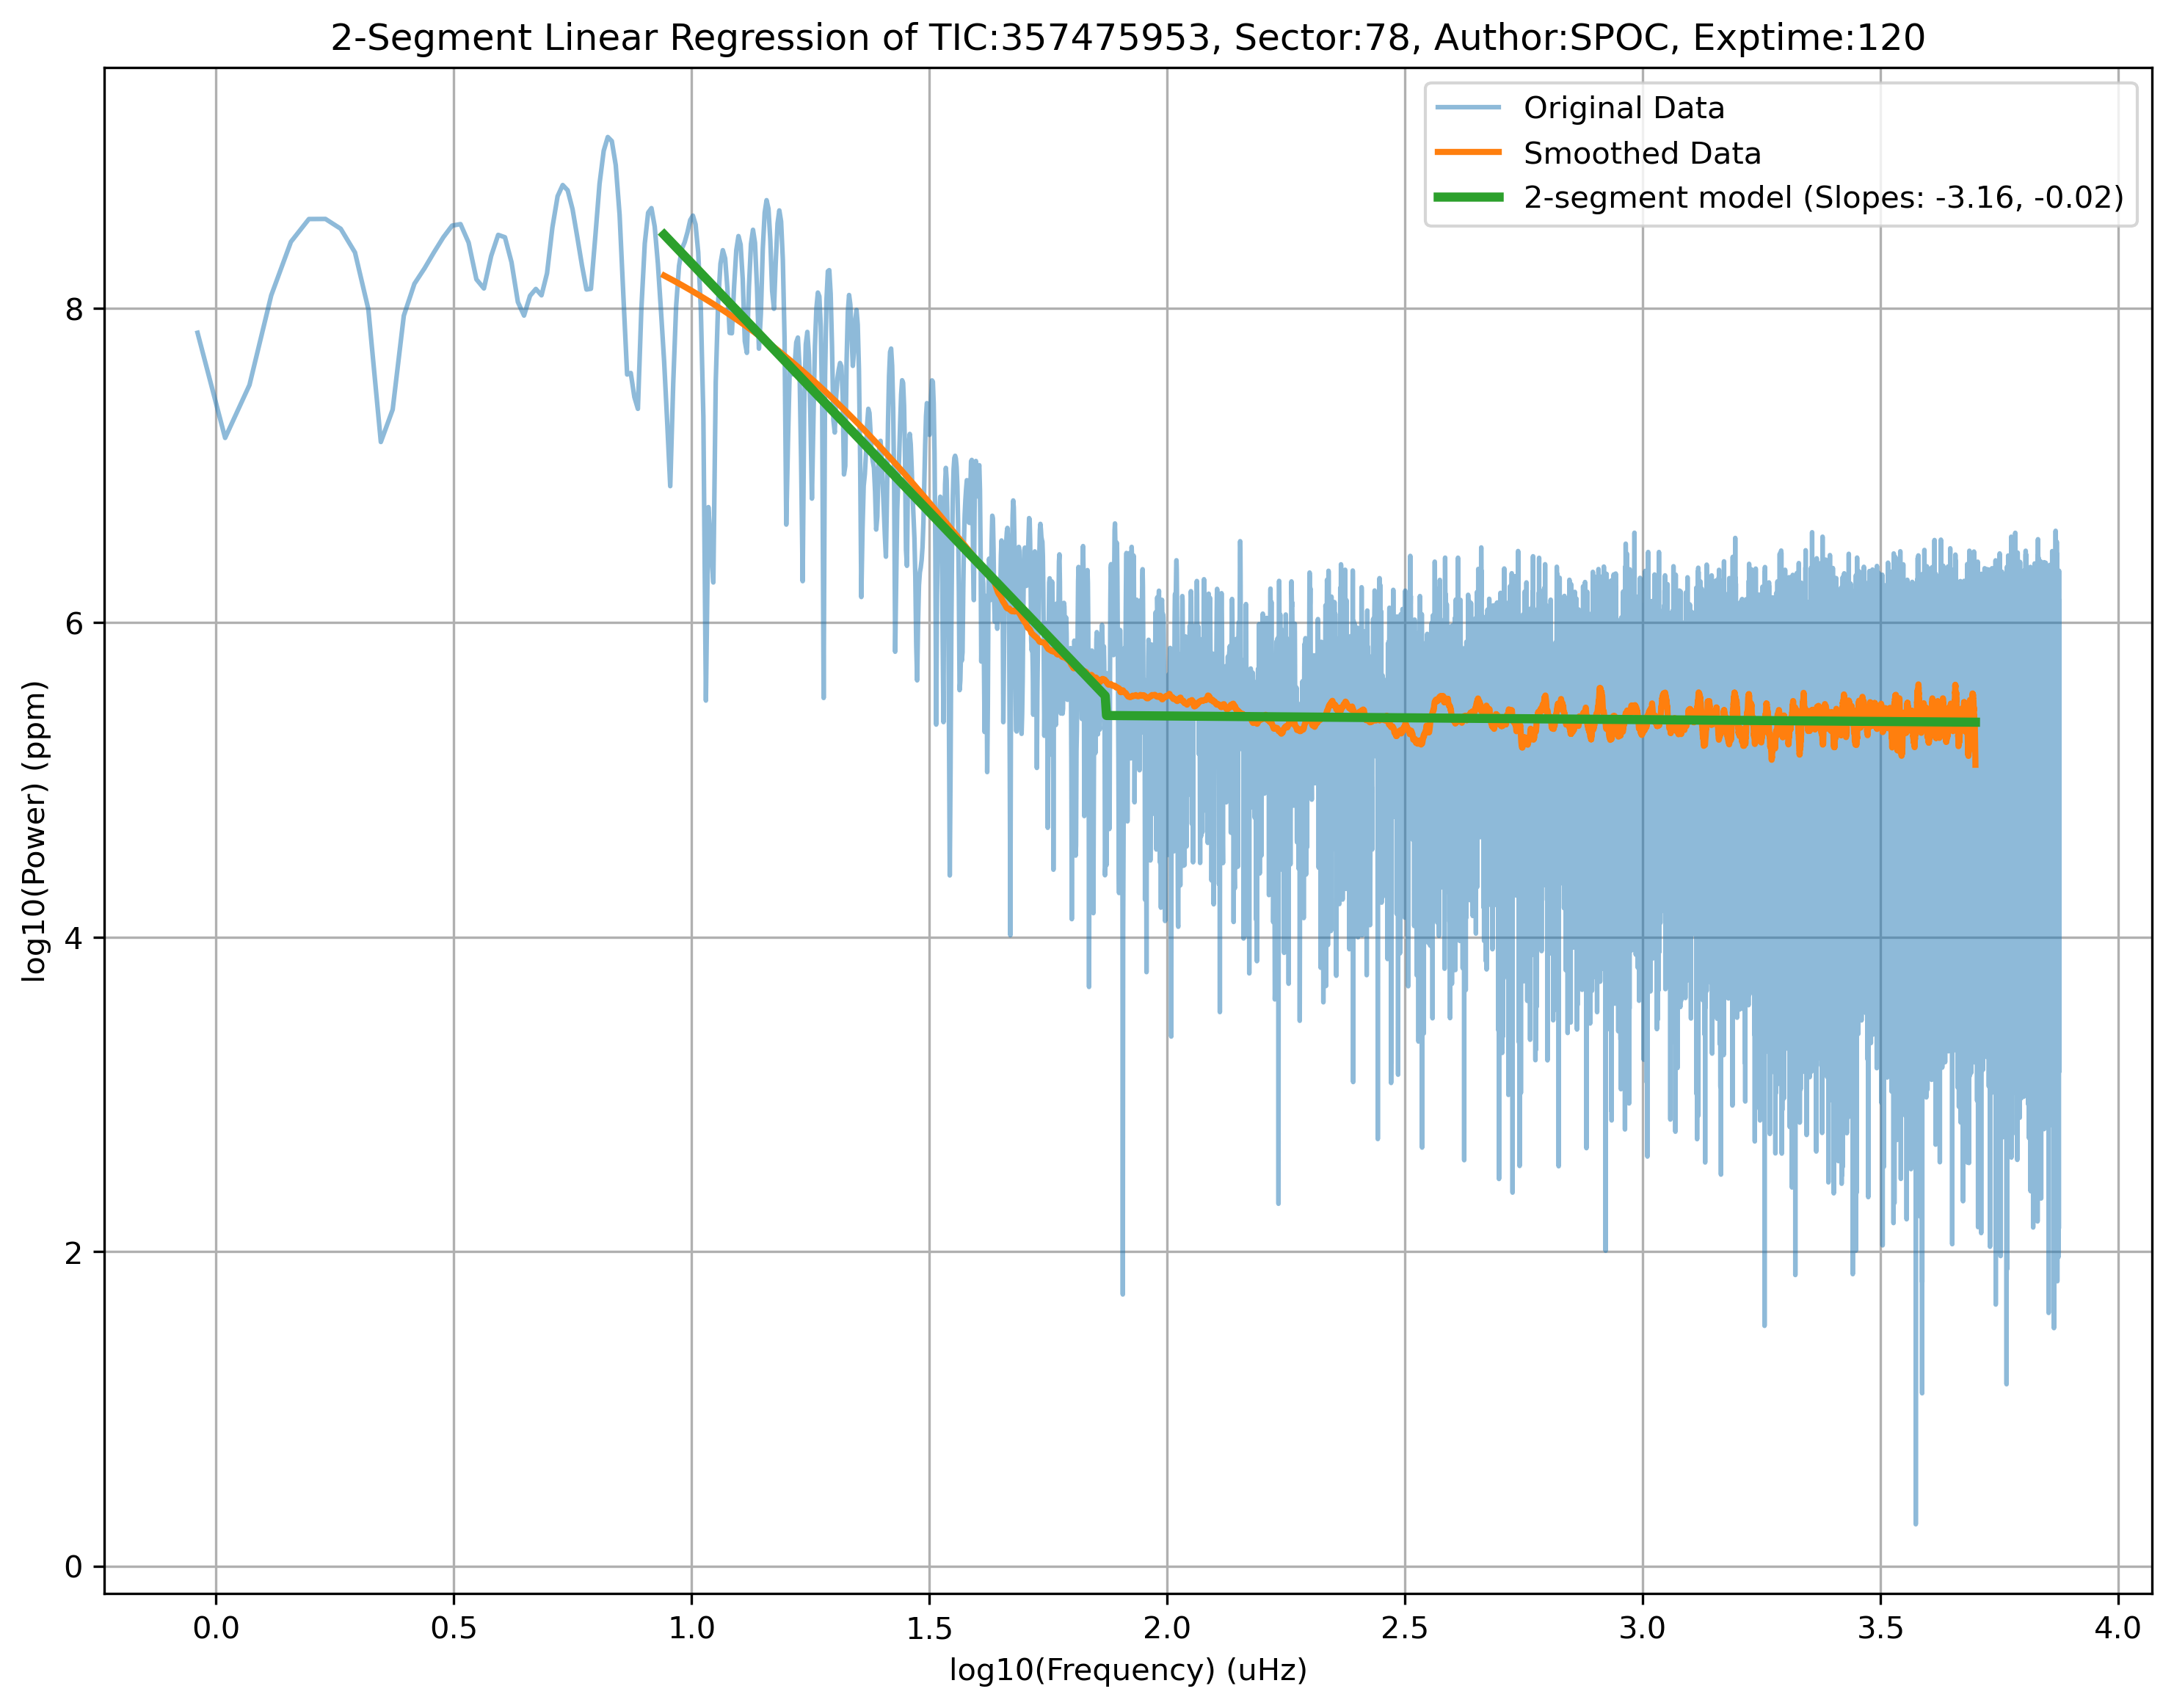 2-Segment Linear Regression of TIC:357475953, Sector:78, Author:SPOC, Exptime:120
Original Data
Smoothed Data
2-segment model (Slopes: -3.16, -0.02)
log10(Power) (ppm)
8
6
4
2
0
0.0 0.5 1.0 1.5 2.0 2.5 3.0 3.5 4.0
log10(Frequency) (uHz)